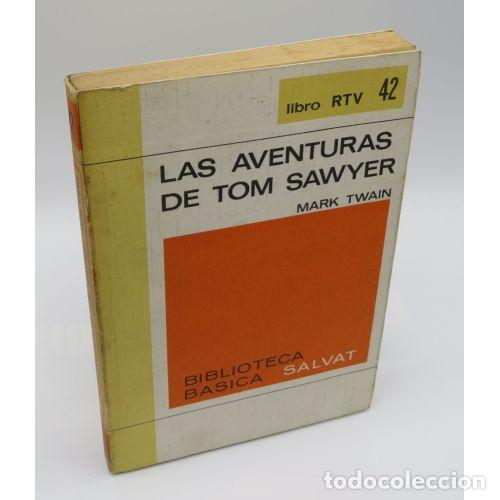 libro RTV 42
LAS AVENTURAS
DE TOM SAWYER
MARK TWAIN
BIBLIOTECA
BASICA SALVAT
todocoleccion